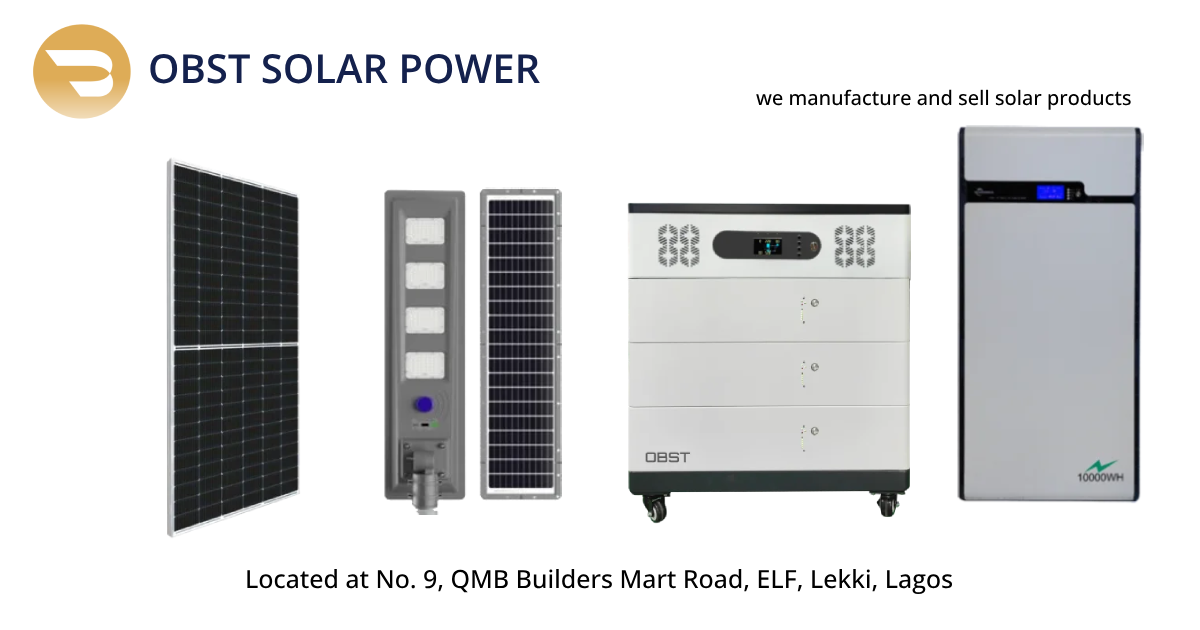 OBST SOLAR POWER
we manufacture and sell solar products
OBST
10000WH
Located at No. 9, QMB Builders Mart Road, ELF, Lekki, Lagos